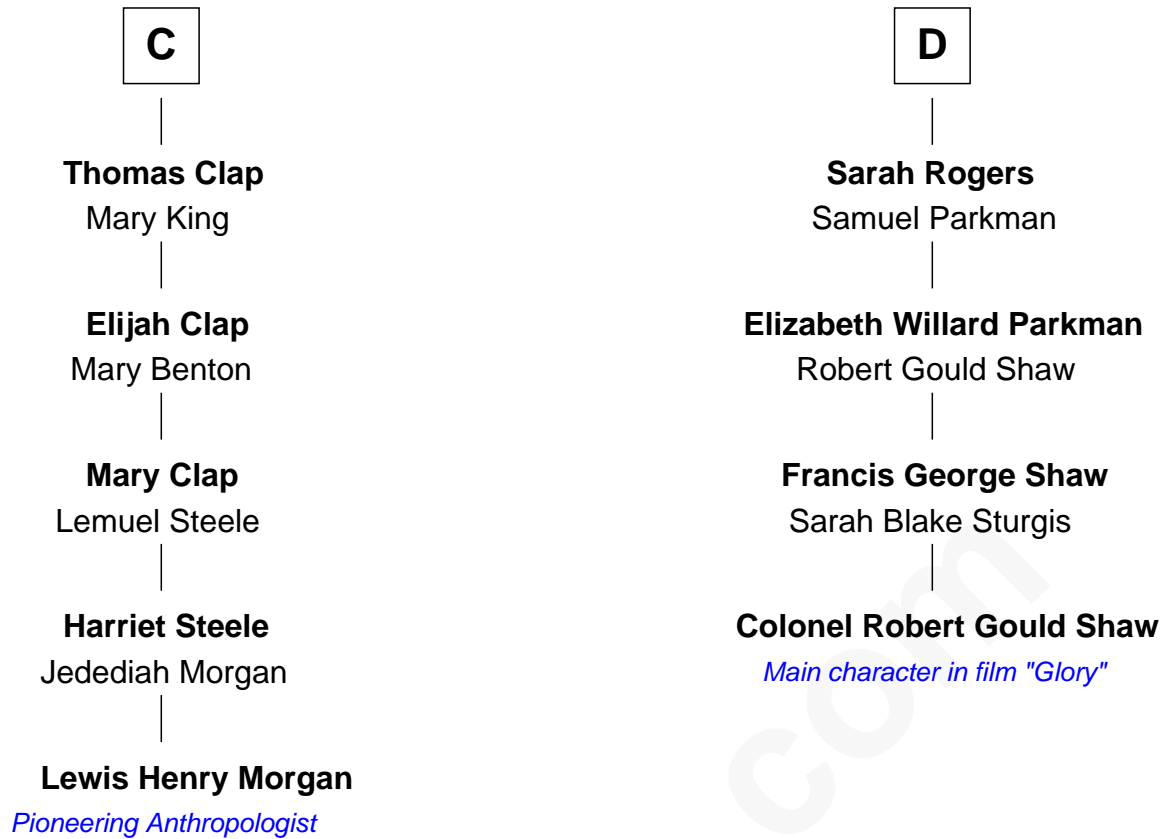 C
Thomas Clap
Mary King
Elijah Clap
Mary Benton
Mary Clap
Lemuel Steele
Harriet Steele
Jedediah Morgan
Lewis Henry Morgan
Pioneering Anthropologist
D
Sarah Rogers
Samuel Parkman
Elizabeth Willard Parkman
Robert Gould Shaw
Francis George Shaw
Sarah Blake Sturgis
Colonel Robert Gould Shaw
Main character in film "Glory"
com